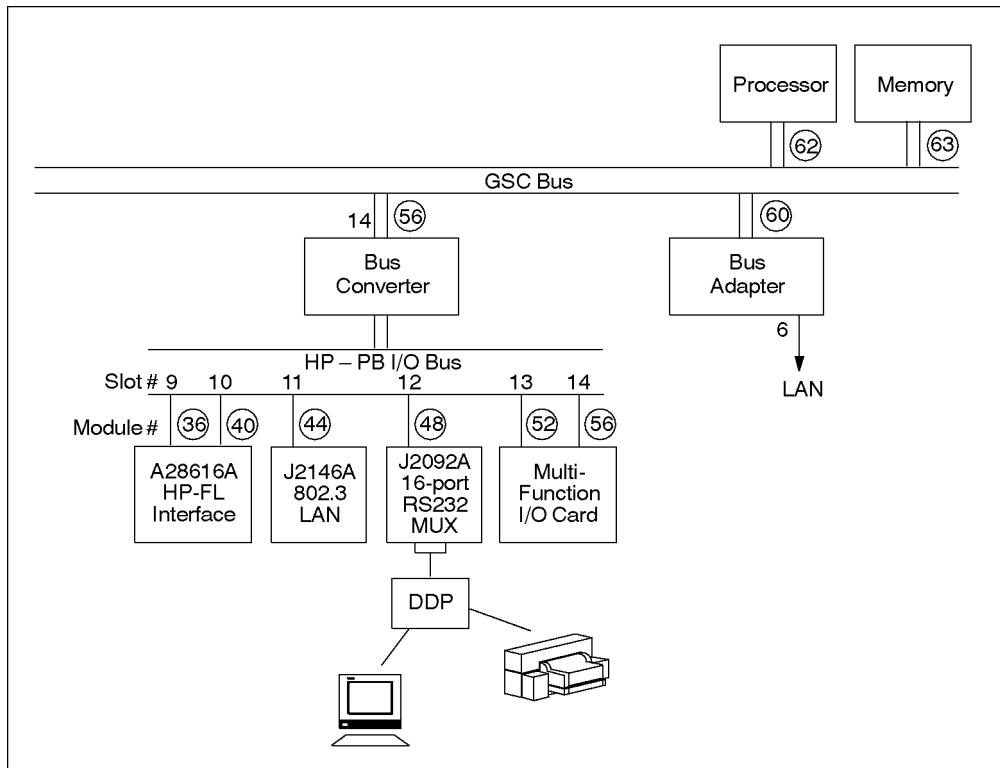 Processor
Memory
62
63
GSC Bus
14
56
60
Bus
Converter
Bus
Adapter
6
LAN
HP – PB I/O Bus
Slot # 9 10 11 12 13 14
Module # 36 40 44 48 52 56
A28616A
HP-FL
Interface
J2146A
802.3
LAN
J2092A
16-port
RS232
MUX
Multi-
Function
I/O Card
DDP